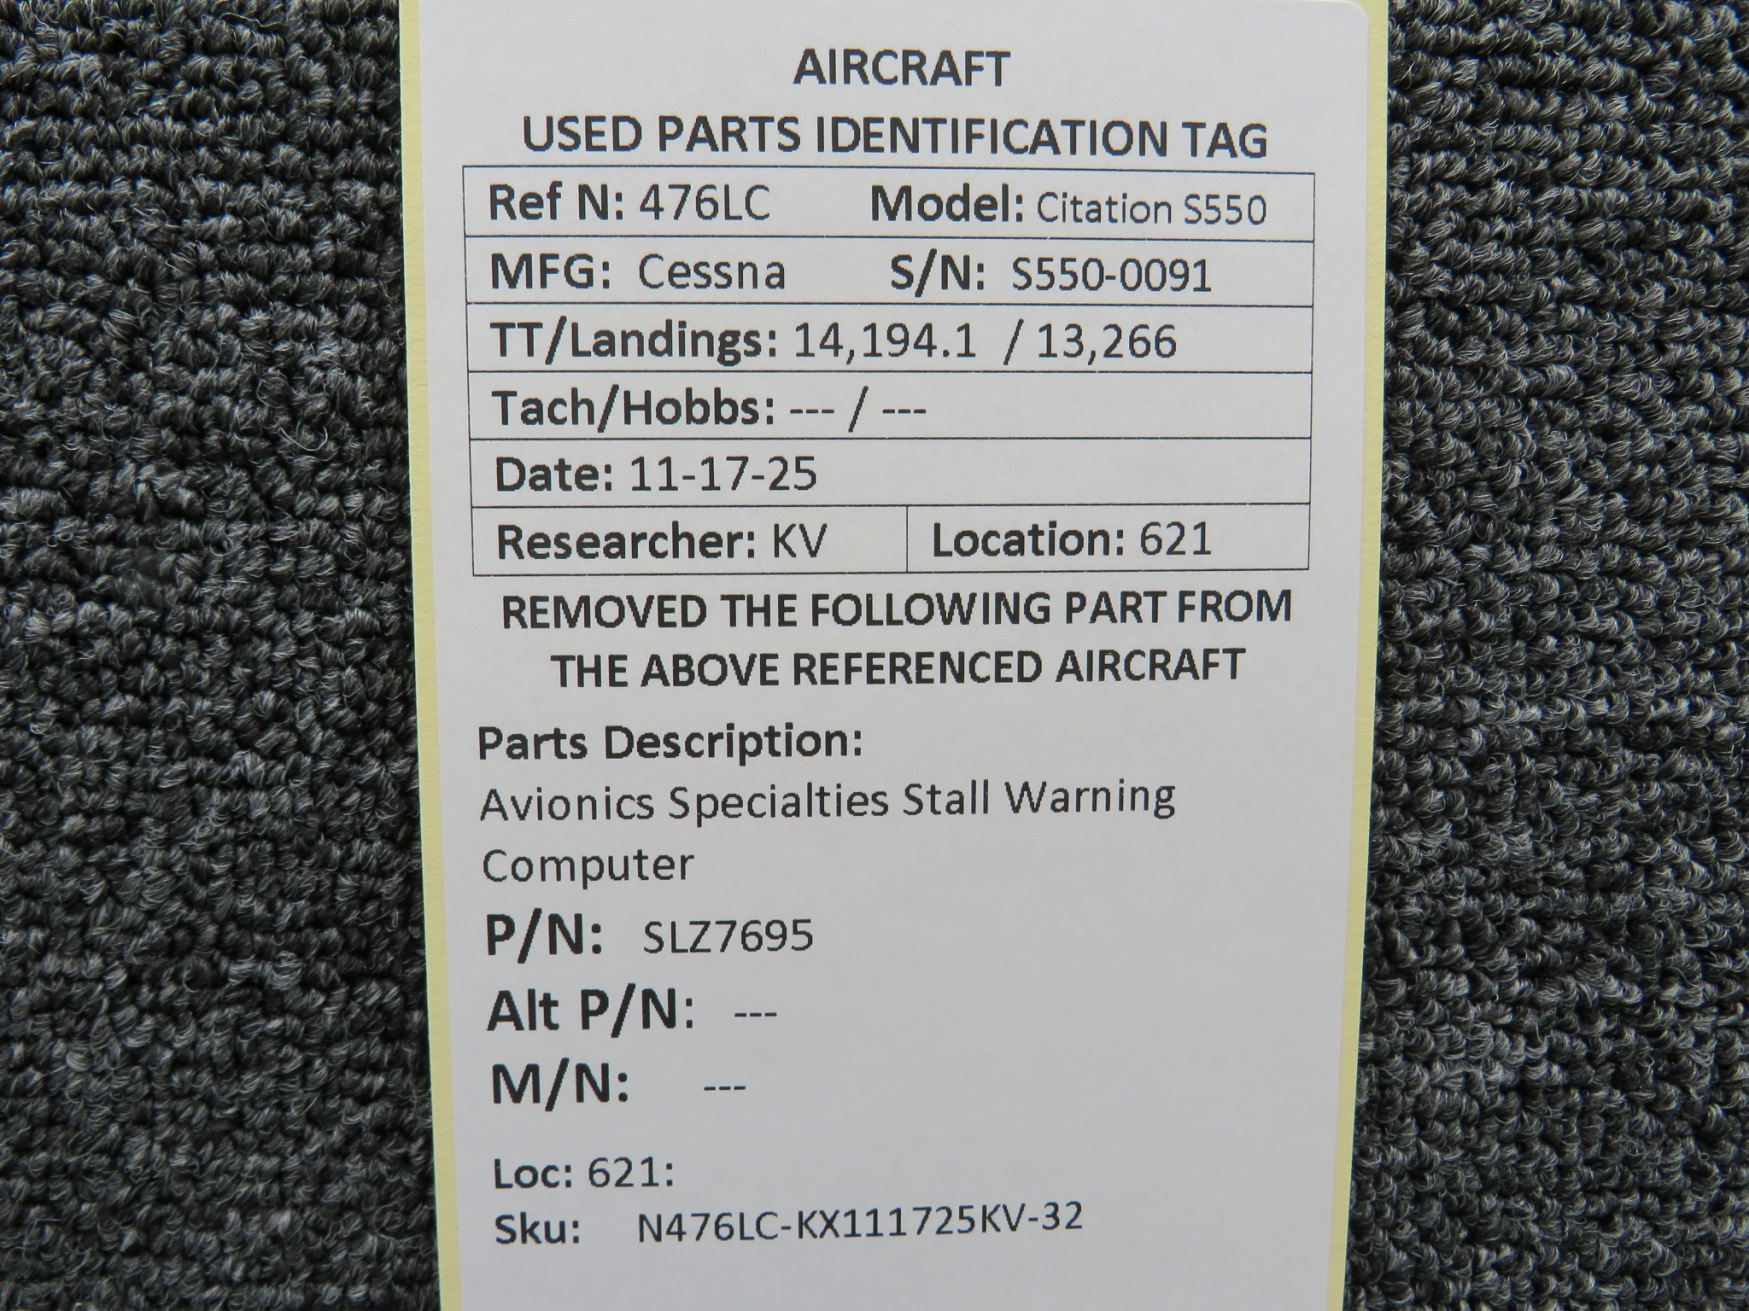 AIRCRAFT
USED PARTS IDENTIFICATION TAG
Ref N: 476LC Model: Citation S550
MFG: Cessna S/N: S550-0091
TT/Landings: 14,194.1 / 13,266
Tach/Hobbs: --- / ---
Date: 11-17-25
Researcher: KV Location: 621
REMOVED THE FOLLOWING PART FROM
THE ABOVE REFERENCED AIRCRAFT
Parts Description:
Avionics Specialties Stall Warning
Computer
P/N: SLZ7695
Alt P/N: ---
M/N: ---
Loc: 621:
Sku: N476LC-KX111725KV-32